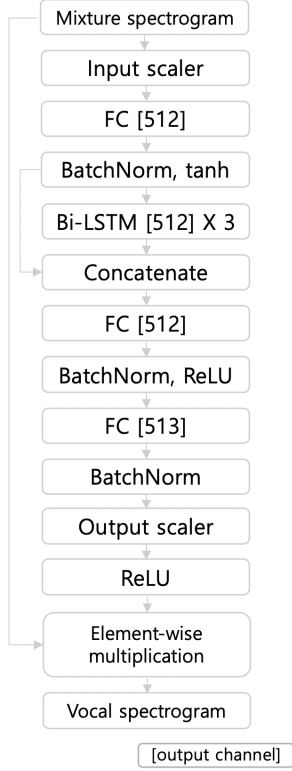 Mixture spectrogram
Input scaler
FC [512]
BatchNorm, tanh
Bi-LSTM [512] X 3
Concatenate
FC [512]
BatchNorm, ReLU
FC [513]
BatchNorm
Output scaler
ReLU
Element-wise
multiplication
Vocal spectrogram
[output channel]